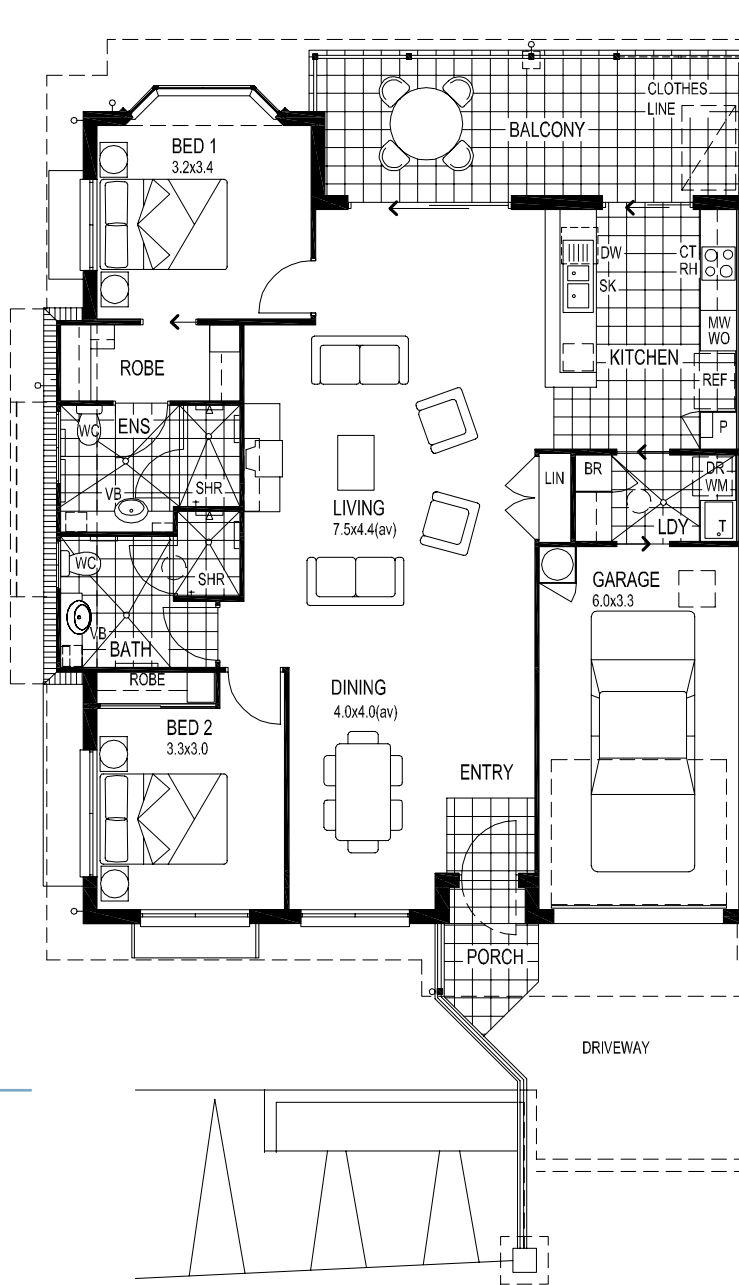 CLOTHES
LINE
BALCONY
BED 1
3.2x3.4
DW
SK
CT
RH
MW
WO
KITCHEN
REF
P
ROBE
ENS
WC
VB
SHR
LIVING
7.5x4.4(av)
LIN
BR
DR
WM
LDY
T
WC
SHR
VB
BATH
GARAGE
6.0x3.3
ROBE
BED 2
3.3x3.0
DINING
4.0x4.0(av)
ENTRY
PORCH
DRIVEWAY